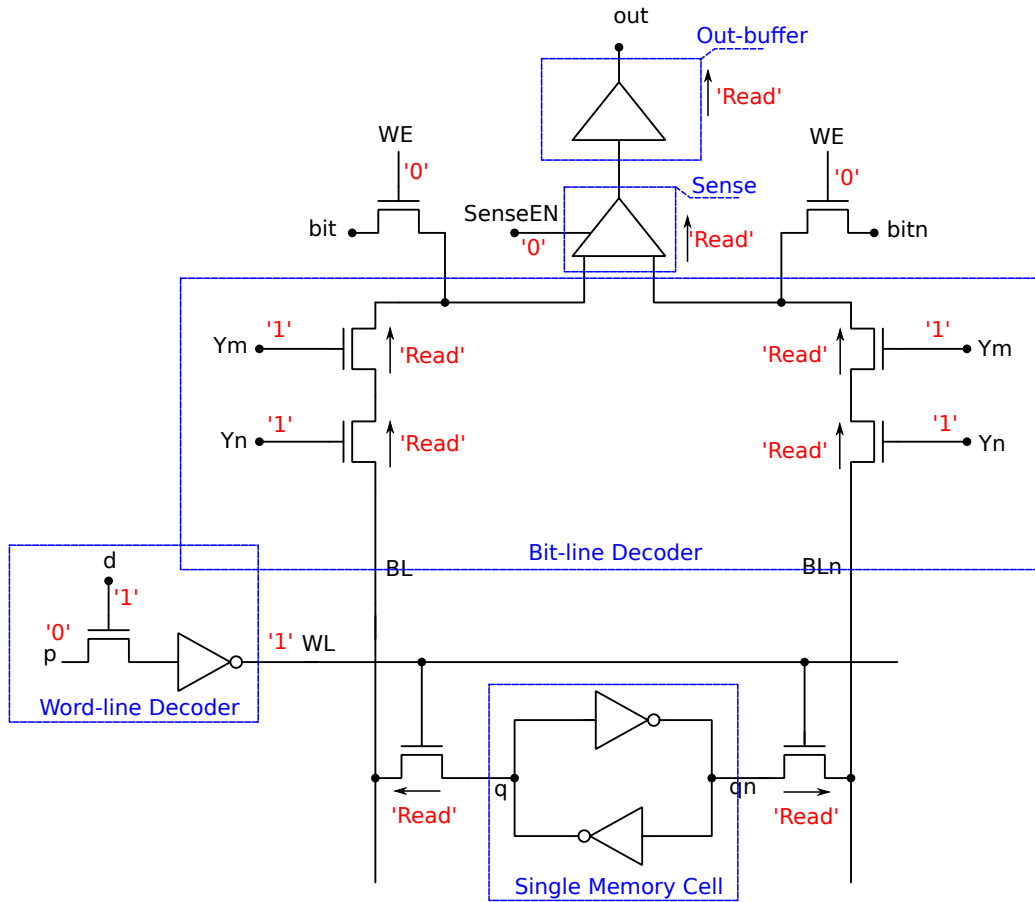 out
Out-buffer
'Read'
WE
'0'
WE
'0'
Sense
SenseEN
'0'
'Read'
bit
bitn
Ym
'1'
'Read'
'Read'
'1'
Ym
Yn
'1'
'Read'
'Read'
'1'
Yn
Bit-line Decoder
BL
BLn
d
'1'
'0'
p
'1'
WL
Word-line Decoder
q
qn
'Read'
'Read'
Single Memory Cell